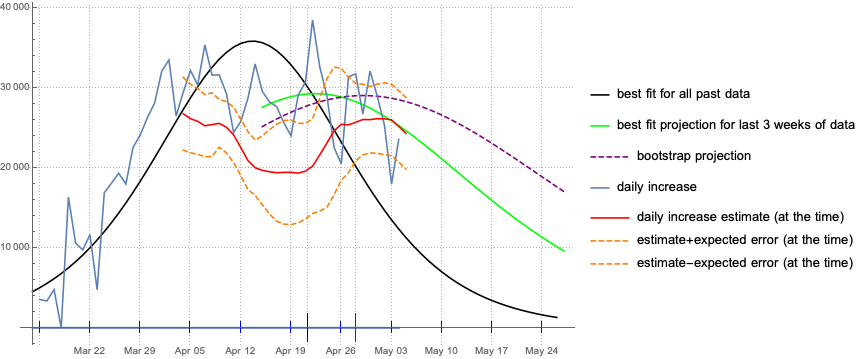 40 000
30 000
20 000
10 000
Mar 22 Mar 29 Apr 05 Apr 12 Apr 19 Apr 26 May 03 May 10 May 17 May 24
best fit for all past data
best fit projection for last 3 weeks of data
bootstrap projection
daily increase
daily increase estimate (at the time)
estimate+expected error (at the time)
estimate−expected error (at the time)